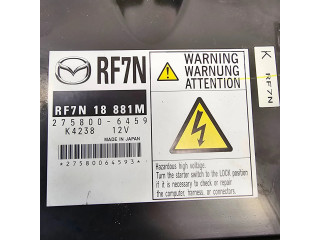 RF7N
RF7N 18 881M
275800-6459
K4238 12V
MADE IN JAPAN
*27580064593*
WARNING
WARNUNG
ATTENTION
Hazardous high voltage.
Turn the starter switch to the LOCK position
if it is necessary to check or repair
the computer, harness, or connectors.
K RF7N